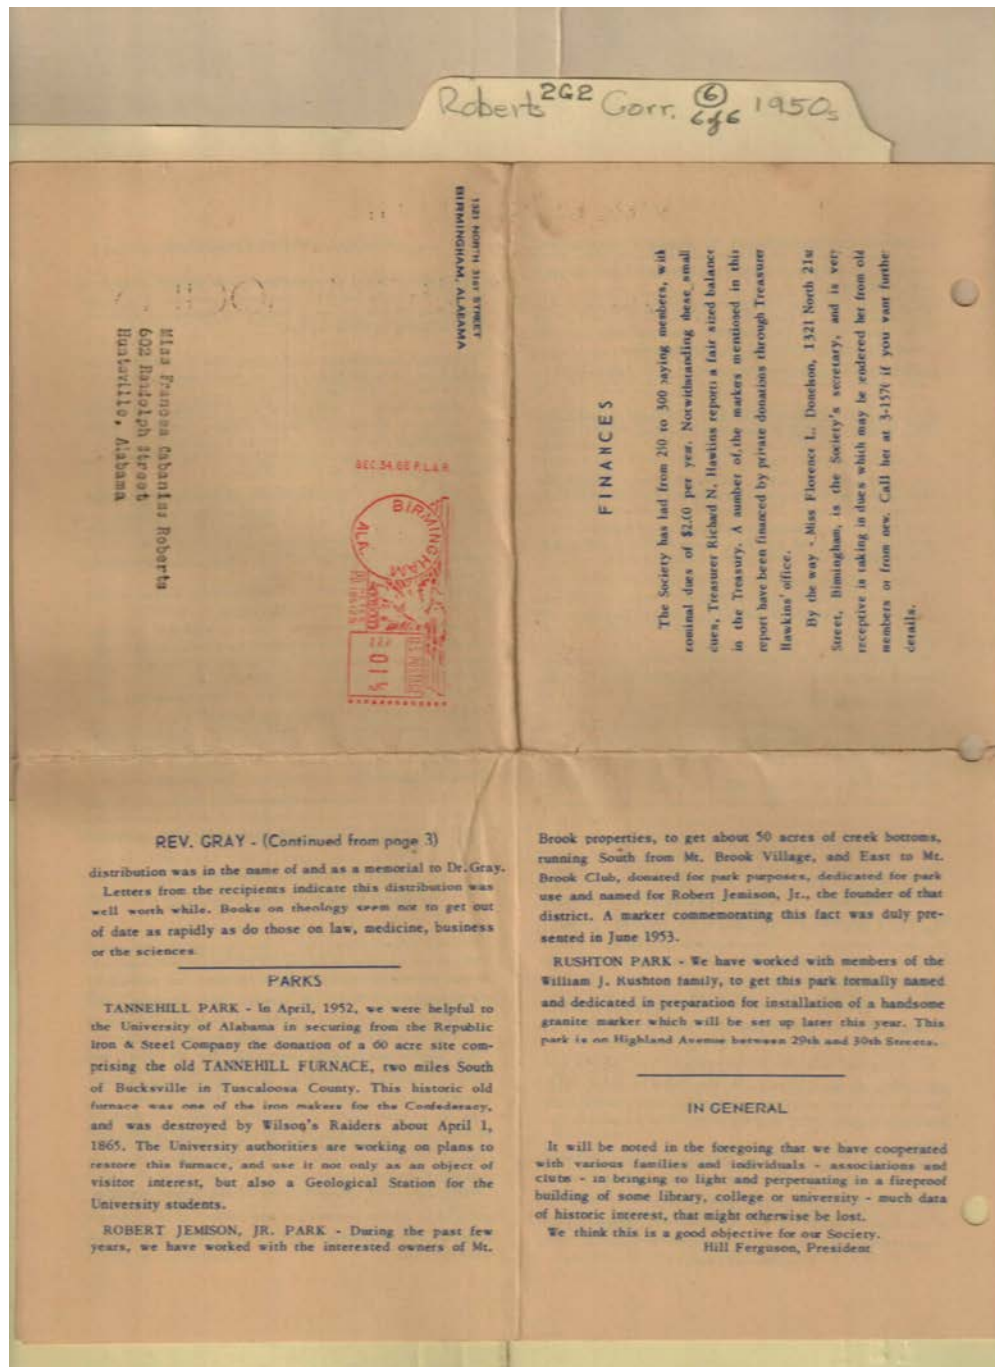 Roberts 2G2 Corr. 6 1950s
6 of 6
1321 NORTH 31ST STREET
BIRMINGHAM, ALABAMA
Miss Frances Cabaniss Roberts
602 Randolph Street
Huntsville, Alabama
BIRMINGHAM
ALA.
FINANCES
The Society has had from 210 to 300 paying members, with
nominal dues of $2.00 per year. Notwithstanding these small
dues, Treasurer Richard N. Hawkins reports a fair sized balance
in the Treasury. A number of the markers mentioned in this
report have been financed by private donations through Treasurer
Hawkins' office.
By the way - Miss Florence L. Donehon, 1321 North 21st
Street, Birmingham, is the Society's secretary, and is very
receptive in taking in dues which may be tendered her from old
members or from new. Call her at 3-1576 if you want further
details.
REV. GRAY - (Continued from page 3)
distribution was in the name of and as a memorial to Dr. Gray.
Letters from the recipients indicate this distribution was
well worth while. Books on theology seem not to get out
of date as rapidly as do those on law, medicine, business
or the sciences.
PARKS
TANNEHILL PARK - In April, 1952, we were helpful to
the University of Alabama in securing from the Republic
Iron & Steel Company the donation of a 60 acre site com-
prising the old TANNEHILL FURNACE, two miles South
of Bucksville in Tuscaloosa County. This historic old
furnace was one of the iron makers for the Confederacy,
and was destroyed by Wilson's Raiders about April 1,
1865. The University authorities are working on plans to
restore this furnace, and use it not only as an object of
visitor interest, but also a Geological Station for the
University students.
ROBERT JEMISON, JR. PARK - During the past few
years, we have worked with the interested owners of Mt.
Brook properties, to get about 50 acres of creek bottoms,
running South from Mt. Brook Village, and East to Mt.
Brook Club, donated for park purposes, dedicated for park
use and named for Robert Jemison, Jr., the founder of that
district. A marker commemorating this fact was duly pre-
sented in June 1953.
RUSHTON PARK - We have worked with members of the
William J. Rushton family, to get this park formally named
and dedicated in preparation for installation of a handsome
granite marker which will be set up later this year. This
park is on Highland Avenue between 29th and 30th Streets.
IN GENERAL
It will be noted in the foregoing that we have cooperated
with various families and individuals - associations and
clubs - in bringing to light and perpetuating in a fireproof
building of some library, college or university - much data
of historic interest, that might otherwise be lost.
We think this is a good objective for our Society.
Hill Ferguson, President